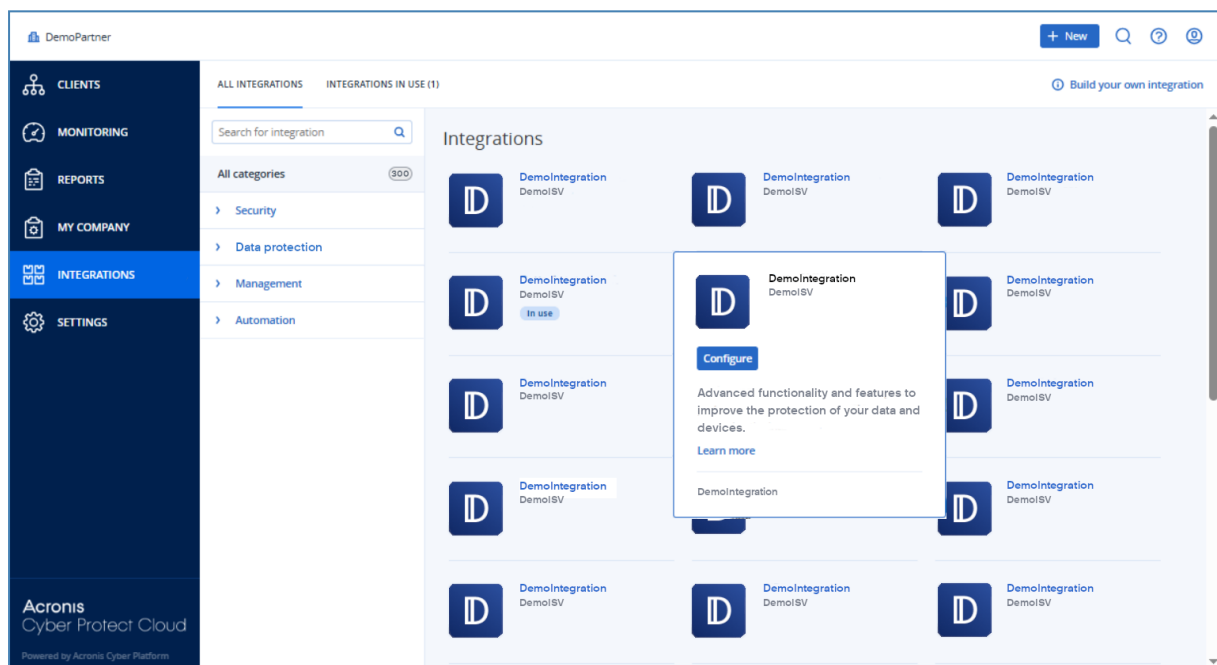 DemoPartner
+ New
CLIENTS
MONITORING
REPORTS
MY COMPANY
INTEGRATIONS
SETTINGS
Acronis
Cyber Protect Cloud
Powered by Acronis Cyber Platform
ALL INTEGRATIONS INTEGRATIONS IN USE (1)
Build your own integration
Search for integration
All categories 300
Security
Data protection
Management
Automation
Integrations
D DemoIntegration
DemoISV
D DemoIntegration
DemoISV
D DemoIntegration
DemoISV
D DemoIntegration
DemoISV
In use
D DemoIntegration
DemoISV
Configure
Advanced functionality and features to
improve the protection of your data and
devices.
Learn more
DemoIntegration
D DemoIntegration
DemoISV
D DemoIntegration
DemoISV
D DemoIntegration
DemoISV
D DemoIntegration
DemoISV
D DemoIntegration
DemoISV
D DemoIntegration
DemoISV
D DemoIntegration
DemoISV
D DemoIntegration
DemoISV